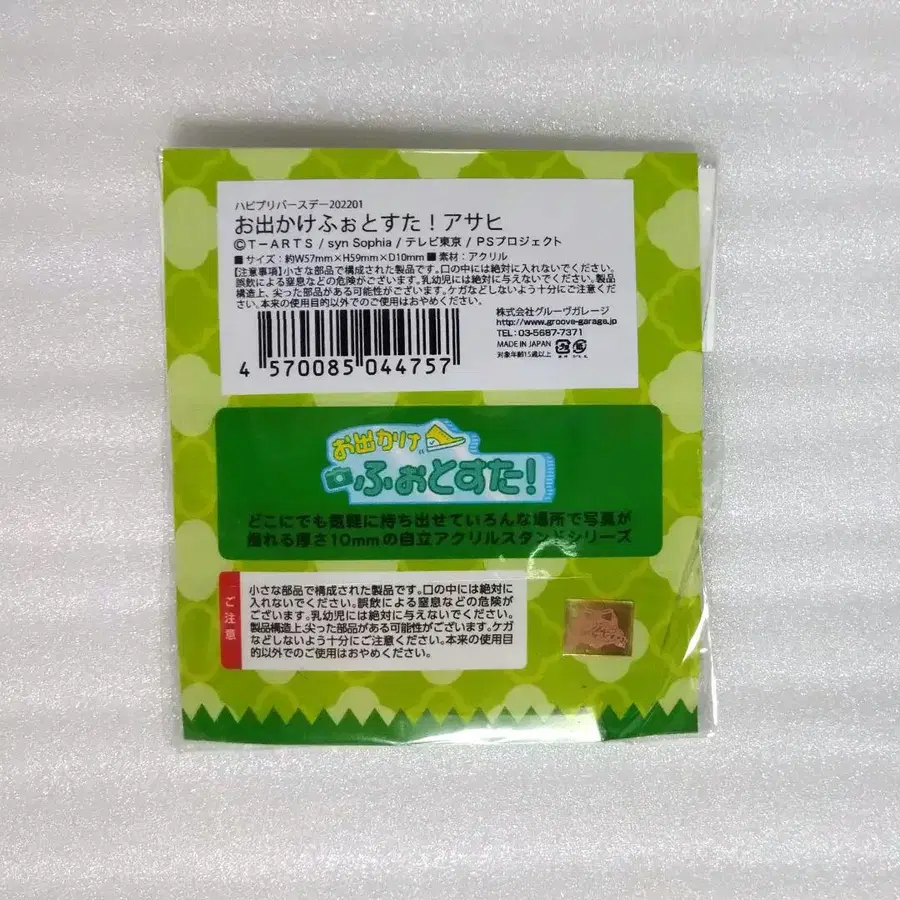 ハピプリバースデー202201
お出かけふぉとすた！アサヒ
©T-ARTS / syn Sophia / テレビ東京 / PSプロジェクト
■ サイズ：約W57mm×H59mm×D10mm ■ 素材：アクリル
【注意事項】小さな部品で構成された製品です。口の中には絶対に入れないでください。
誤飲による窒息などの危険がございます。乳幼児には絶対に与えないでください。製品
構造上、尖った部品がある可能性がございます。ケガなどしないよう十分にご注意くだ
さい。本来の使用目的以外でのご使用はおやめください。
株式会社グルーヴガレージ
http://www.groove-garage.jp
TEL: 03-5687-7371
MADE IN JAPAN
対象年齢15歳以上
4 570085 044757
お出かけ
ふぉとすた！
どこにでも気軽に持ち出せていろんな場所で写真が
撮れる厚さ10mmの自立アクリルスタンドシリーズ
ご注意
小さな部品で構成された製品です。口の中には絶対に
入れないでください。誤飲による窒息などの危険が
ございます。乳幼児には絶対に与えないでください。
製品構造上、尖った部品がある可能性がございます。ケガ
などしないよう十分にご注意ください。本来の使用目
的以外でのご使用はおやめください。